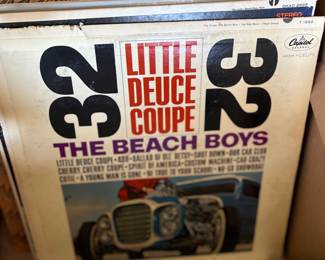 STEREO
T 1998
Capitol
32
LITTLE
DEUCE
COUPE
32
THE BEACH BOYS
LITTLE DEUCE COUPE • 409 • BALLAD OF OLE' BETSY • SHUT DOWN • OUR CAR CLUB
CHERRY CHERRY COUPE • SPIRIT OF AMERICA • CUSTOM MACHINE • CAR CRAZY
CUTIE • A YOUNG MAN IS GONE • BE TRUE TO YOUR SCHOOL • NO-GO SHOWBOAT